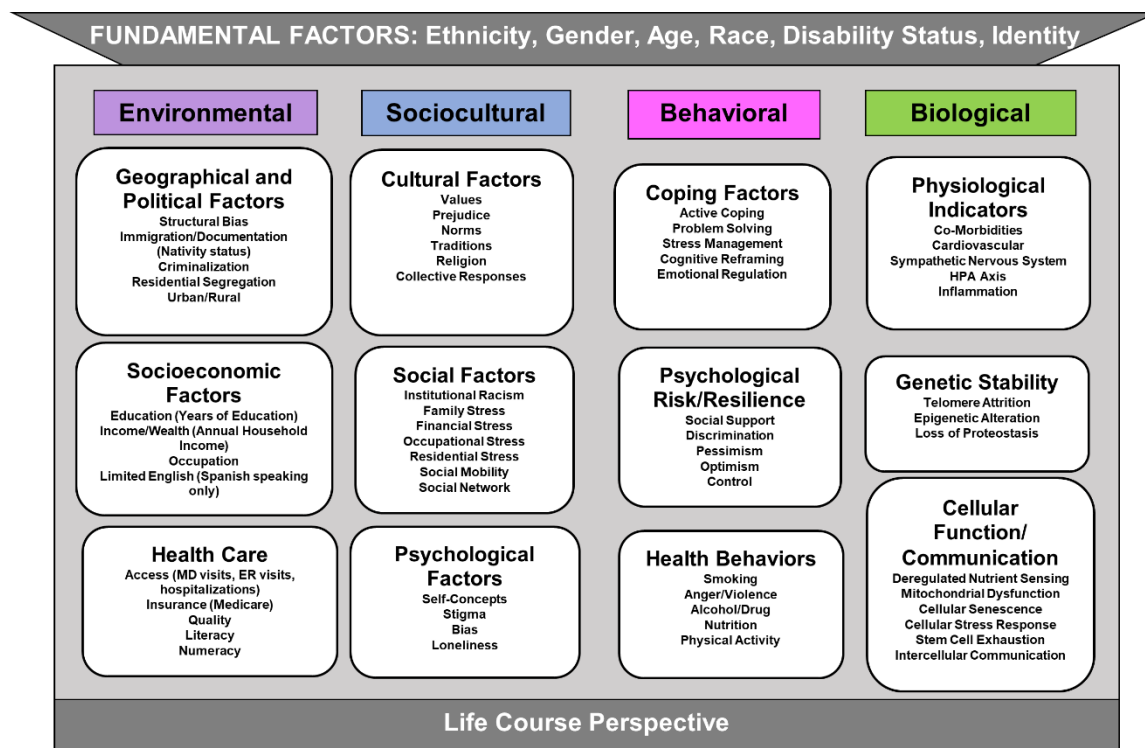 FUNDAMENTAL FACTORS: Ethnicity, Gender, Age, Race, Disability Status, Identity
Environmental
Geographical and
Political Factors
Structural Bias
Immigration/Documentation
(Nativity status)
Criminalization
Residential Segregation
Urban/Rural
Socioeconomic
Factors
Education (Years of Education)
Income/Wealth (Annual Household
Income)
Occupation
Limited English (Spanish speaking
only)
Health Care
Access (MD visits, ER visits,
hospitalizations)
Insurance (Medicare)
Quality
Literacy
Numeracy
Sociocultural
Cultural Factors
Values
Prejudice
Norms
Traditions
Religion
Collective Responses
Social Factors
Institutional Racism
Family Stress
Financial Stress
Occupational Stress
Residential Stress
Social Mobility
Social Network
Psychological
Factors
Self-Concepts
Stigma
Bias
Loneliness
Behavioral
Coping Factors
Active Coping
Problem Solving
Stress Management
Cognitive Reframing
Emotional Regulation
Psychological
Risk/Resilience
Social Support
Discrimination
Pessimism
Optimism
Control
Health Behaviors
Smoking
Anger/Violence
Alcohol/Drug
Nutrition
Physical Activity
Biological
Physiological
Indicators
Co-Morbidities
Cardiovascular
Sympathetic Nervous System
HPA Axis
Inflammation
Genetic Stability
Telomere Attrition
Epigenetic Alteration
Loss of Proteostasis
Cellular
Function/
Communication
Deregulated Nutrient Sensing
Mitochondrial Dysfunction
Cellular Senescence
Cellular Stress Response
Stem Cell Exhaustion
Intercellular Communication
Life Course Perspective